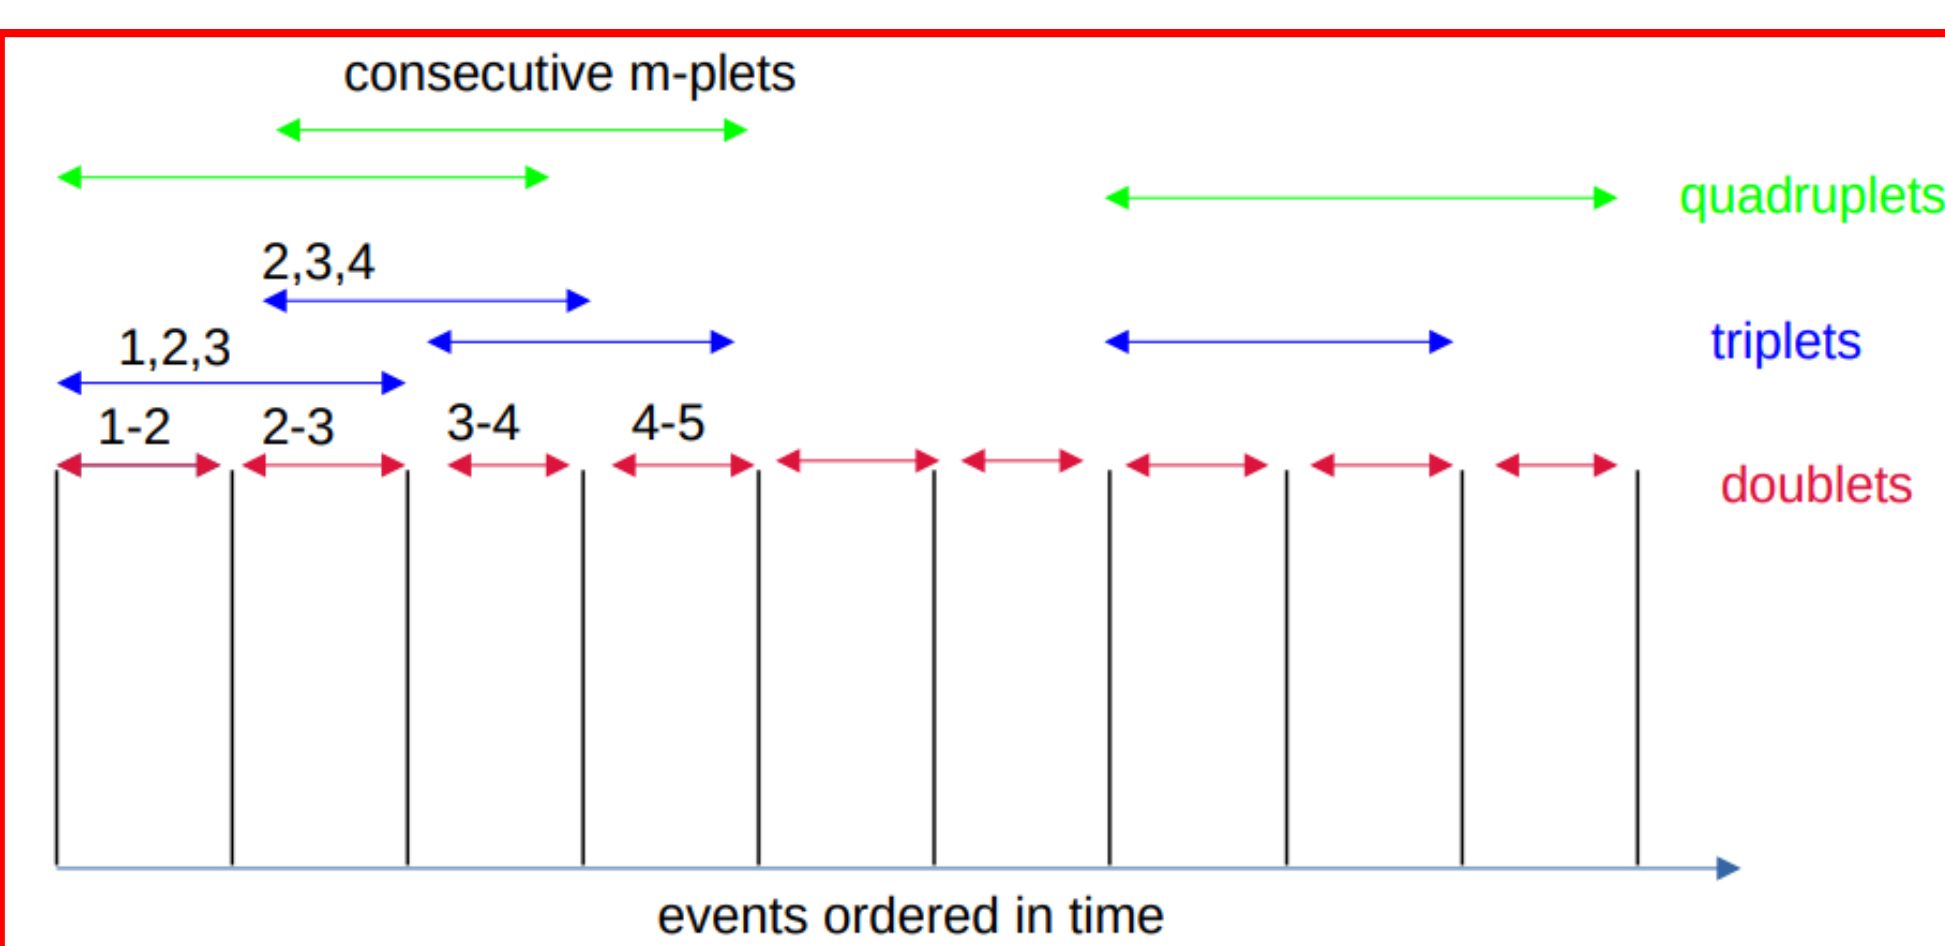 consecutive m-plets
quadruplets
2,3,4
1,2,3
triplets
1-2
2-3
3-4
4-5
doublets
events ordered in time